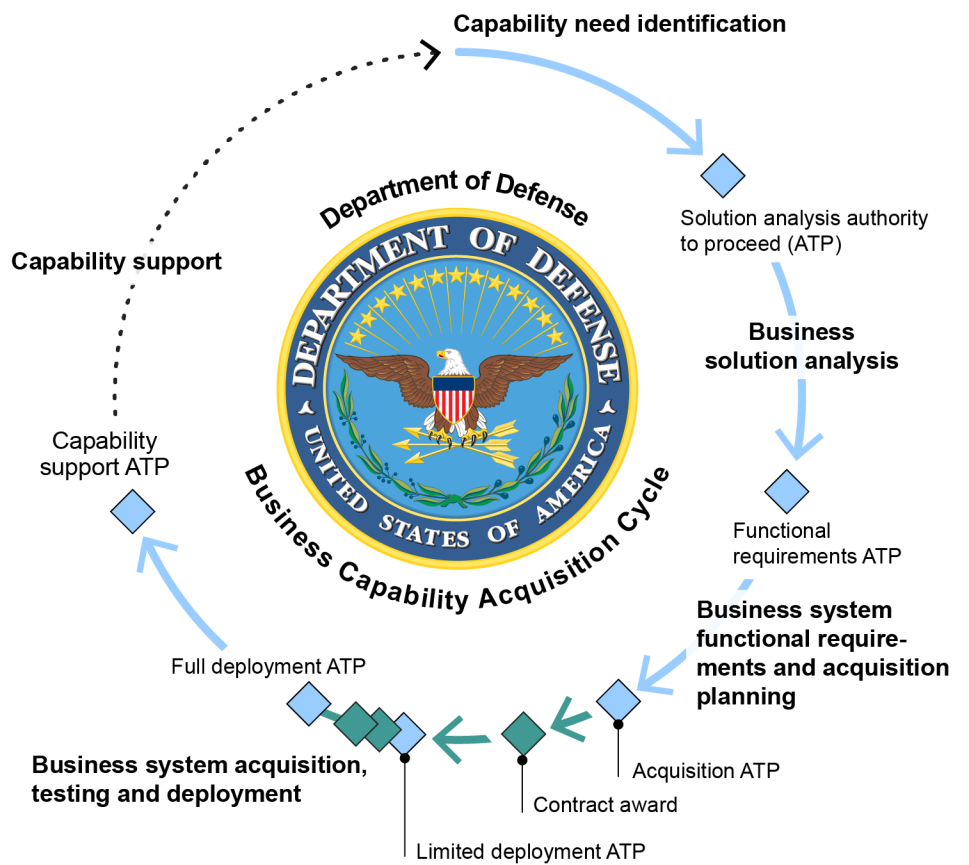 Capability need identification
Solution analysis authority
to proceed (ATP)
Business
solution analysis
Functional
requirements ATP
Business system
functional require-
ments and acquisition
planning
Acquisition ATP
Contract award
Limited deployment ATP
Business system acquisition,
testing and deployment
Full deployment ATP
Capability
support ATP
Capability support
Department of Defense
DEPARTMENT OF DEFENSE
UNITED STATES OF AMERICA
Business Capability Acquisition Cycle